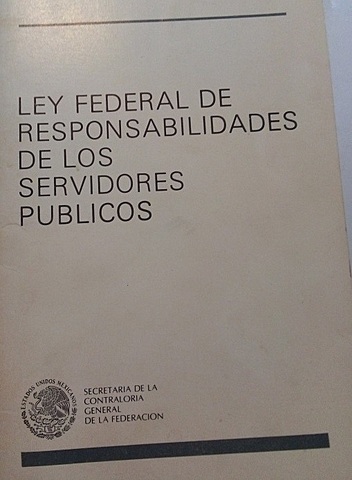 LEY FEDERAL DE
RESPONSABILIDADES
DE LOS
SERVIDORES
PUBLICOS
ESTADOS UNIDOS MEXICANOS
SECRETARIA DE LA
CONTRALORIA
GENERAL
DE LA FEDERACION